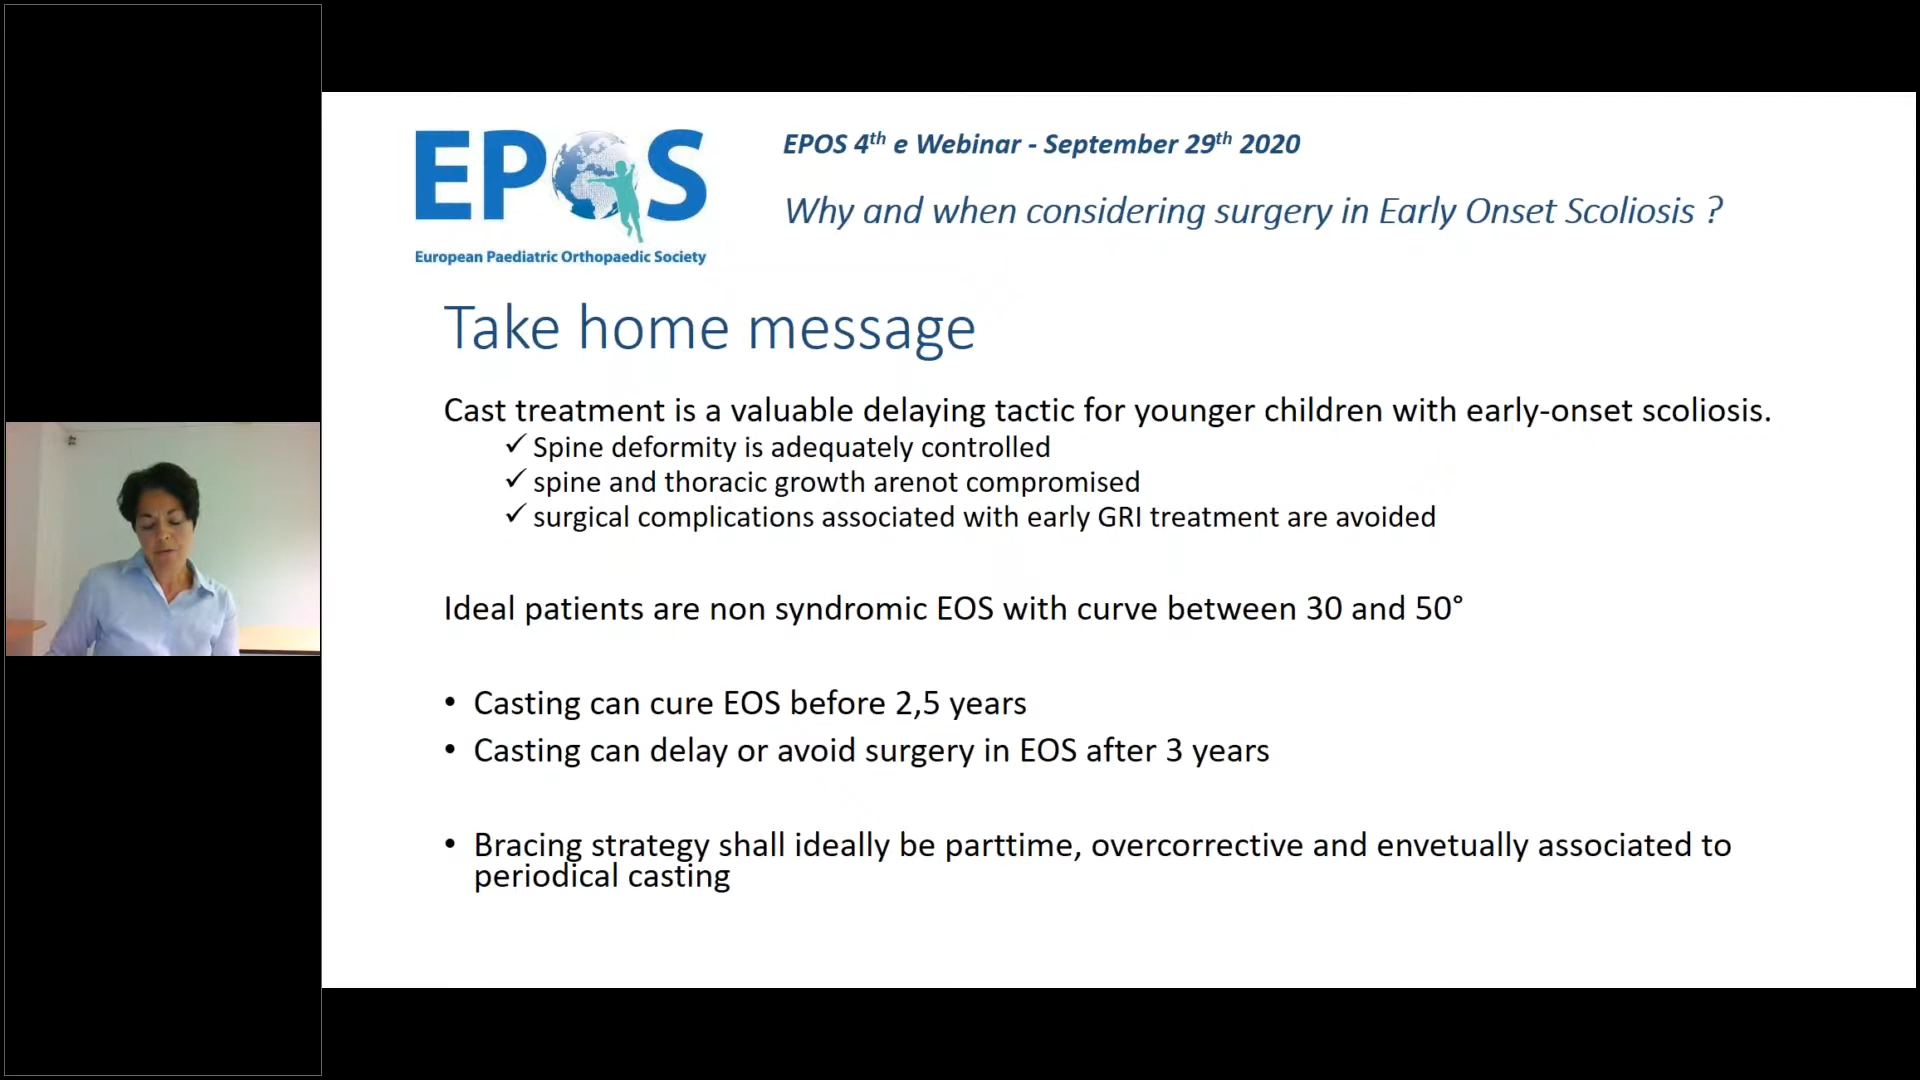 EPOS
European Paediatric Orthopaedic Society
EPOS 4th e Webinar - September 29th 2020
Why and when considering surgery in Early Onset Scoliosis ?
Take home message
Cast treatment is a valuable delaying tactic for younger children with early-onset scoliosis.
✓ Spine deformity is adequately controlled
✓ spine and thoracic growth arenot compromised
✓ surgical complications associated with early GRI treatment are avoided
Ideal patients are non syndromic EOS with curve between 30 and 50°
• Casting can cure EOS before 2,5 years
• Casting can delay or avoid surgery in EOS after 3 years
• Bracing strategy shall ideally be parttime, overcorrective and envetually associated to
periodical casting